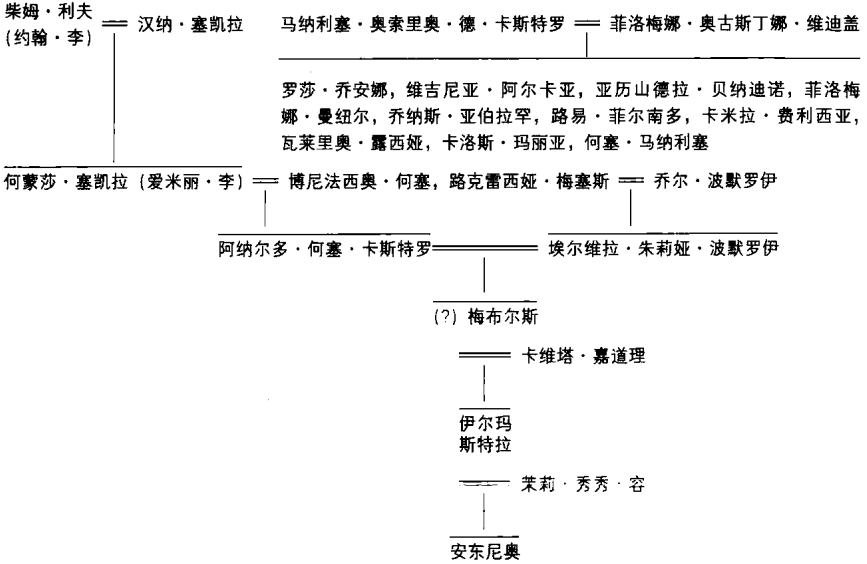 柴姆·利夫
(约翰·李)
汉纳·塞凯拉
马纳利塞·奥索里奥·德·卡斯特罗
菲洛梅娜·奥古斯丁娜·维迪盖
罗莎·乔安娜，维吉尼亚·阿尔卡亚，亚历山德拉·贝纳迪诺，菲洛梅
娜·曼纽尔，乔纳斯·亚伯拉罕，路易·菲尔南多，卡米拉·费利西亚，
瓦莱里奥·露西娅，卡洛斯·玛丽亚，何塞·马纳利塞
何蒙莎·塞凯拉（爱米丽·李）
博尼法西奥·何塞，路克雷西娅·梅塞斯
乔尔·波默罗伊
阿纳尔多·何塞·卡斯特罗
埃尔维拉·朱莉娅·波默罗伊
(?) 梅布尔斯
卡维塔·嘉道理
伊尔玛
斯特拉
茉莉·秀秀·容
安东尼奥